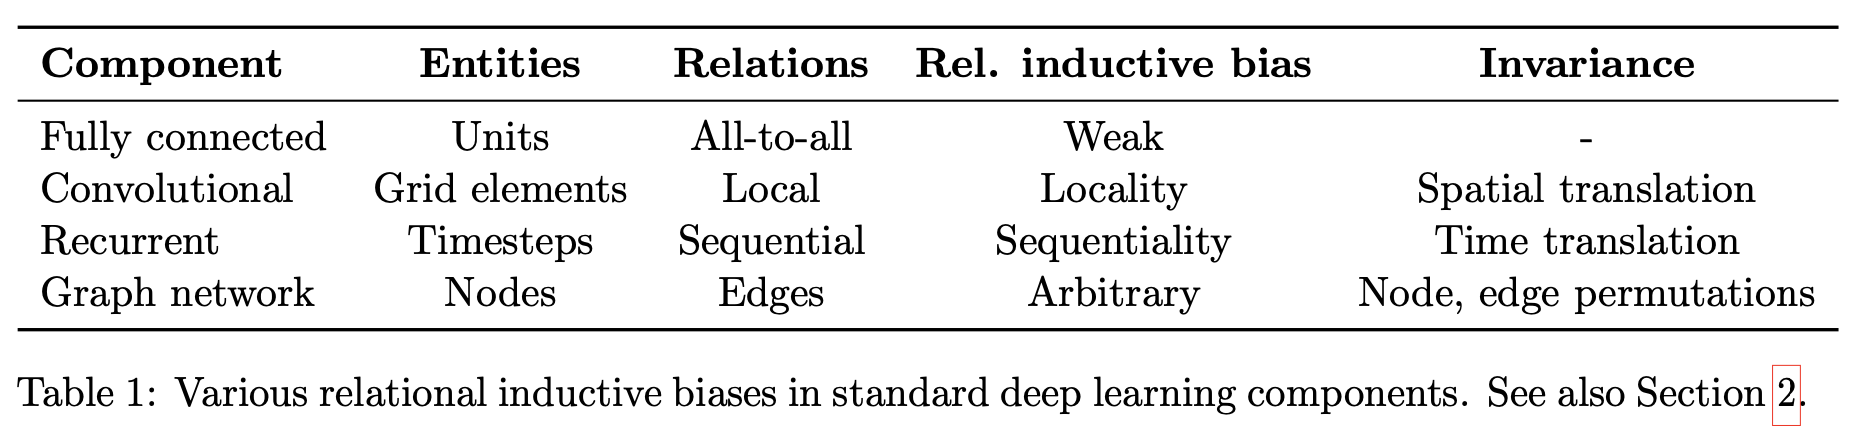 Component Entities Relations Rel. inductive bias Invariance
Fully connected Units All-to-all Weak -
Convolutional Grid elements Local Locality Spatial translation
Recurrent Timesteps Sequential Sequentiality Time translation
Graph network Nodes Edges Arbitrary Node, edge permutations
Table 1: Various relational inductive biases in standard deep learning components. See also Section 2.